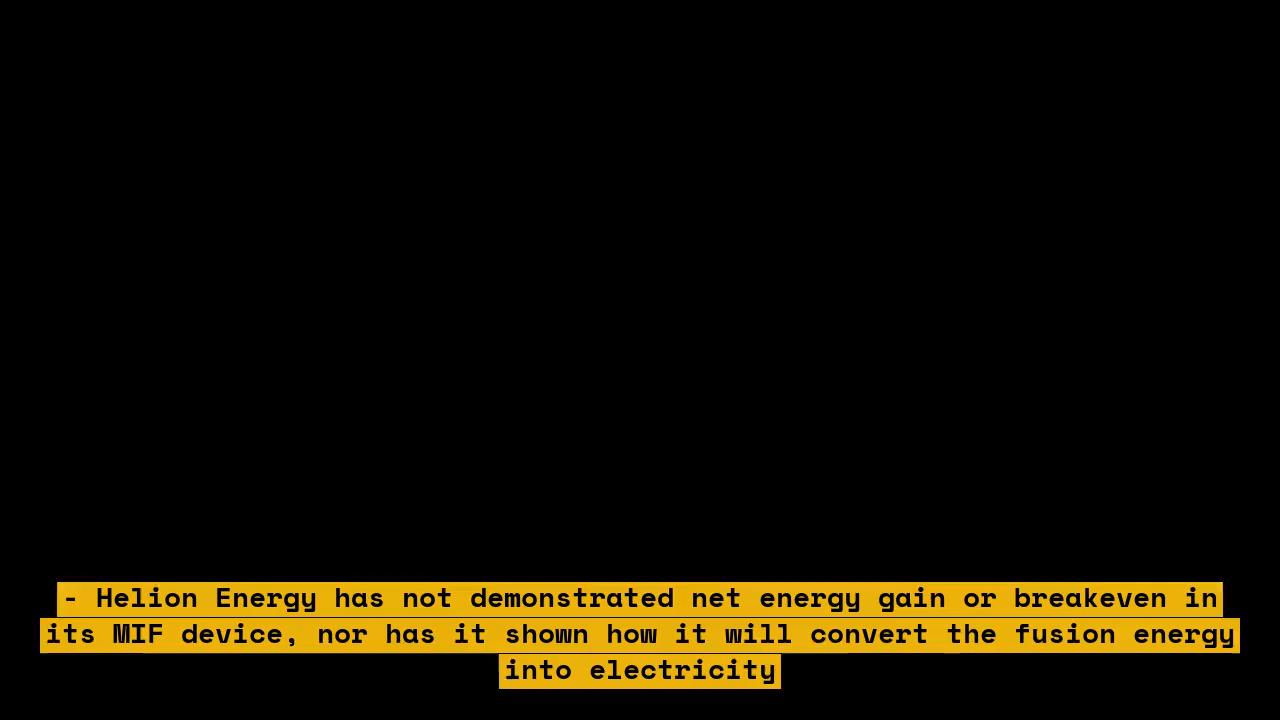 - Helion Energy has not demonstrated net energy gain or breakeven in
its MIF device, nor has it shown how it will convert the fusion energy
into electricity